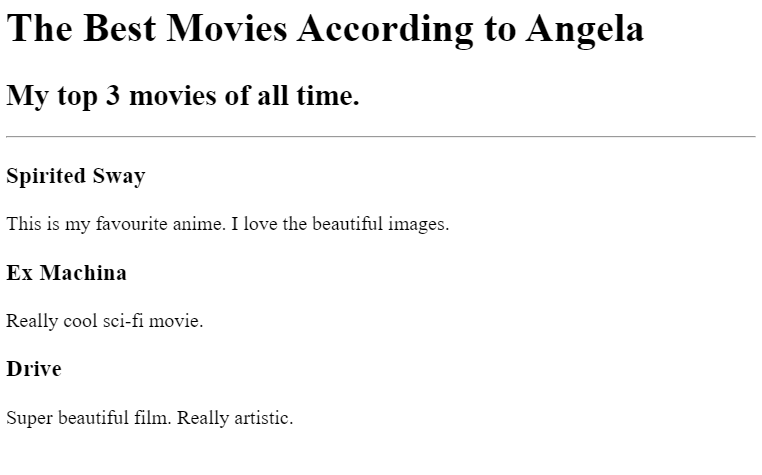 The Best Movies According to Angela
My top 3 movies of all time.
Spirited Sway
This is my favourite anime. I love the beautiful images.
Ex Machina
Really cool sci-fi movie.
Drive
Super beautiful film. Really artistic.